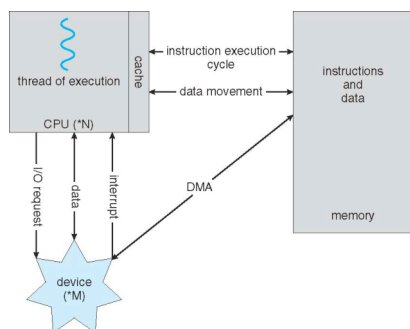 thread of execution
cache
CPU (*N)
instruction execution
cycle
data movement
instructions
and
data
memory
I/O request
data
interrupt
DMA
device
(*M)